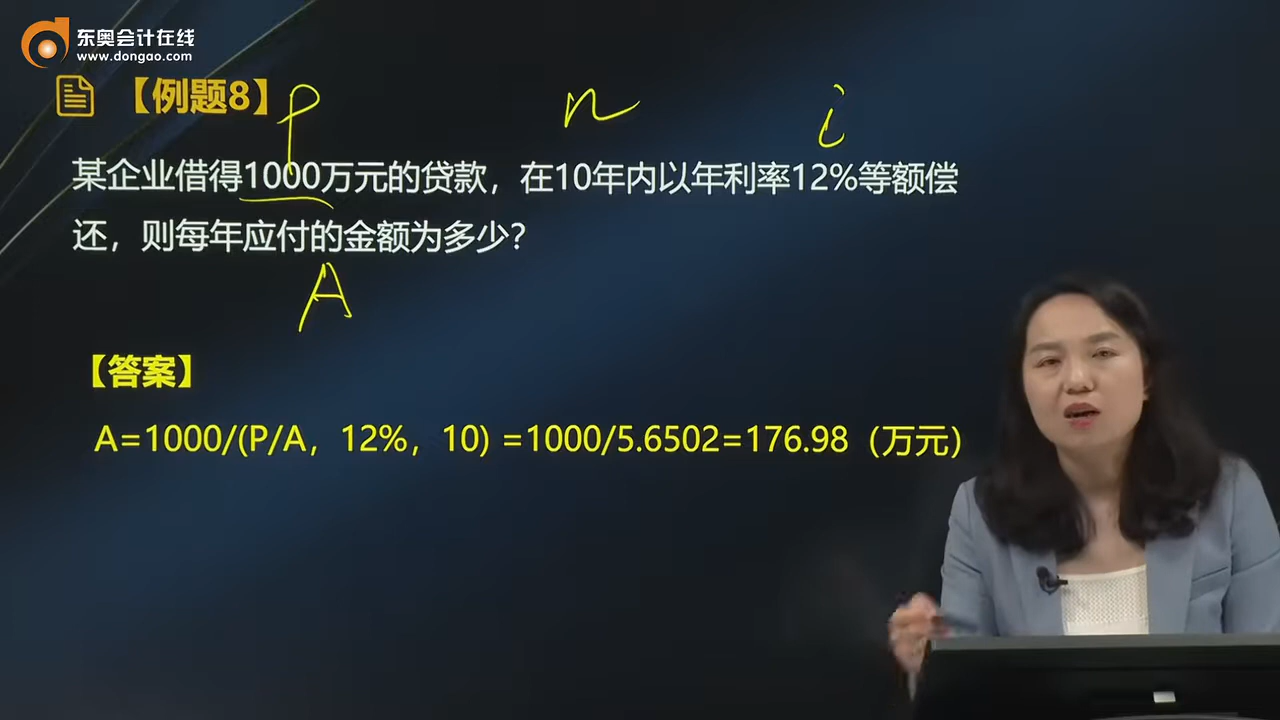 东奥会计在线
www.dongao.com
【例题8】
P n i
某企业借得1000万元的贷款，在10年内以年利率12%等额偿
还，则每年应付的金额为多少？
A
【答案】
A=1000/(P/A，12%，10) =1000/5.6502=176.98（万元）